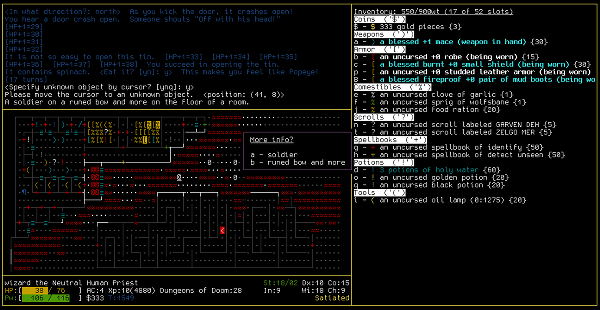 <In what direction?: north>  As you kick the door, it crashes open!
You hear a door crash open.  Someone shouts "Off with his head!"
[HP+1=29]
[HP+1=30]
[HP+1=31]
[HP+1=32]
It is not so easy to open this tin.  [HP+1=33]  [HP+1=34]  [HP+1=35]
[HP+1=36]  [HP+1=37]  [HP+1=38]  You succeed in opening the tin.
It contains spinach.  <Eat it? [yn]: y>  This makes you feel like Popeye!
(17 turns)
<Specify unknown object by cursor? [ynq]: y>
Please move the cursor to an unknown object.  <position: (41, 8)>
A soldier on a runed bow and more on the floor of a room.
More info?
a - soldier
b - runed bow and more
wizard the Neutral Human Priest
St:18/02 Dx:10 Co:15
HP:[ 38 / 76 ] AC:4 Xp:10(4880) Dungeons of Doom:28
In:9 Wi:18 Ch:9
Pw:[ 106 / 115 ] $333 T:1549
Satiated
Inventory: 550/900wt (17 of 52 slots)
Coins ('$')
$ - $ 333 gold pieces {3}
Weapons (')')
a - ) a blessed +1 mace (weapon in hand) {30}
Armor ('[')
b - [ an uncursed +0 robe (being worn) {15}
c - [ a blessed burnt +0 small shield (being worn) {30}
p - [ an uncursed +0 studded leather armor (being worn)
s - [ a blessed fireproof +0 pair of mud boots (being wo
Comestibles ('%')
e - % an uncursed clove of garlic {1}
f - % an uncursed sprig of wolfsbane {1}
i - % an uncursed food ration {20}
Scrolls ('?')
m - ? an uncursed scroll labeled GARVEN DEH {5}
t - ? an uncursed scroll labeled ZELGO MER {5}
Spellbooks ('+')
g - + an uncursed spellbook of identify {50}
h - + an uncursed spellbook of detect unseen {50}
Potions ('!')
d - ! 3 potions of holy water {60}
o - ! an uncursed golden potion {20}
q - ! an uncursed black potion {20}
Tools ('(')
l - ( an uncursed oil lamp (0:1275) {20}